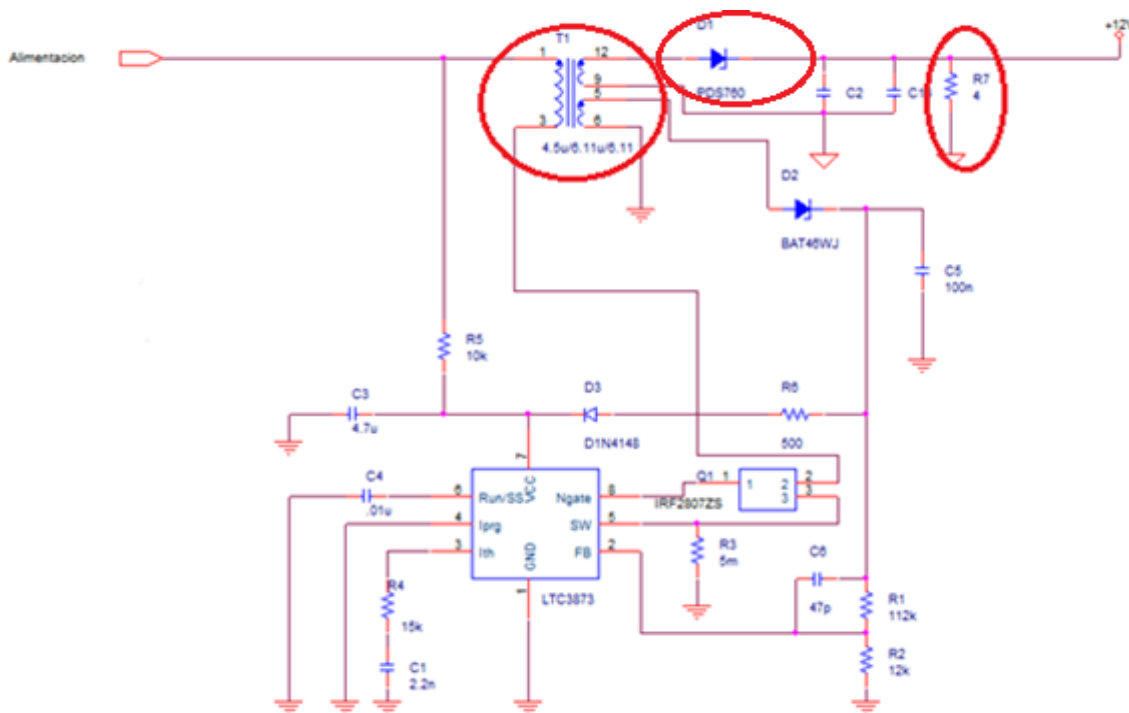 Alimentacion
T1
1
12
9
5
3
6
4.5u/6.11u/6.11
D1
PDS760
C2
R7
4
+12V
D2
BAT46WJ
C5
100n
R5
10k
C3
4.7u
D3
D1N4148
R6
500
C4
.01u
7
VCC
6
Run/SS
4
Iprg
3
Ith
Ngate
8
SW
5
FB
2
GND
1
LTC3873
Q1
1
1
2
3
2
3
IRF2807ZS
R3
5m
C6
47p
R1
112k
R2
12k
R4
15k
C1
2.2n